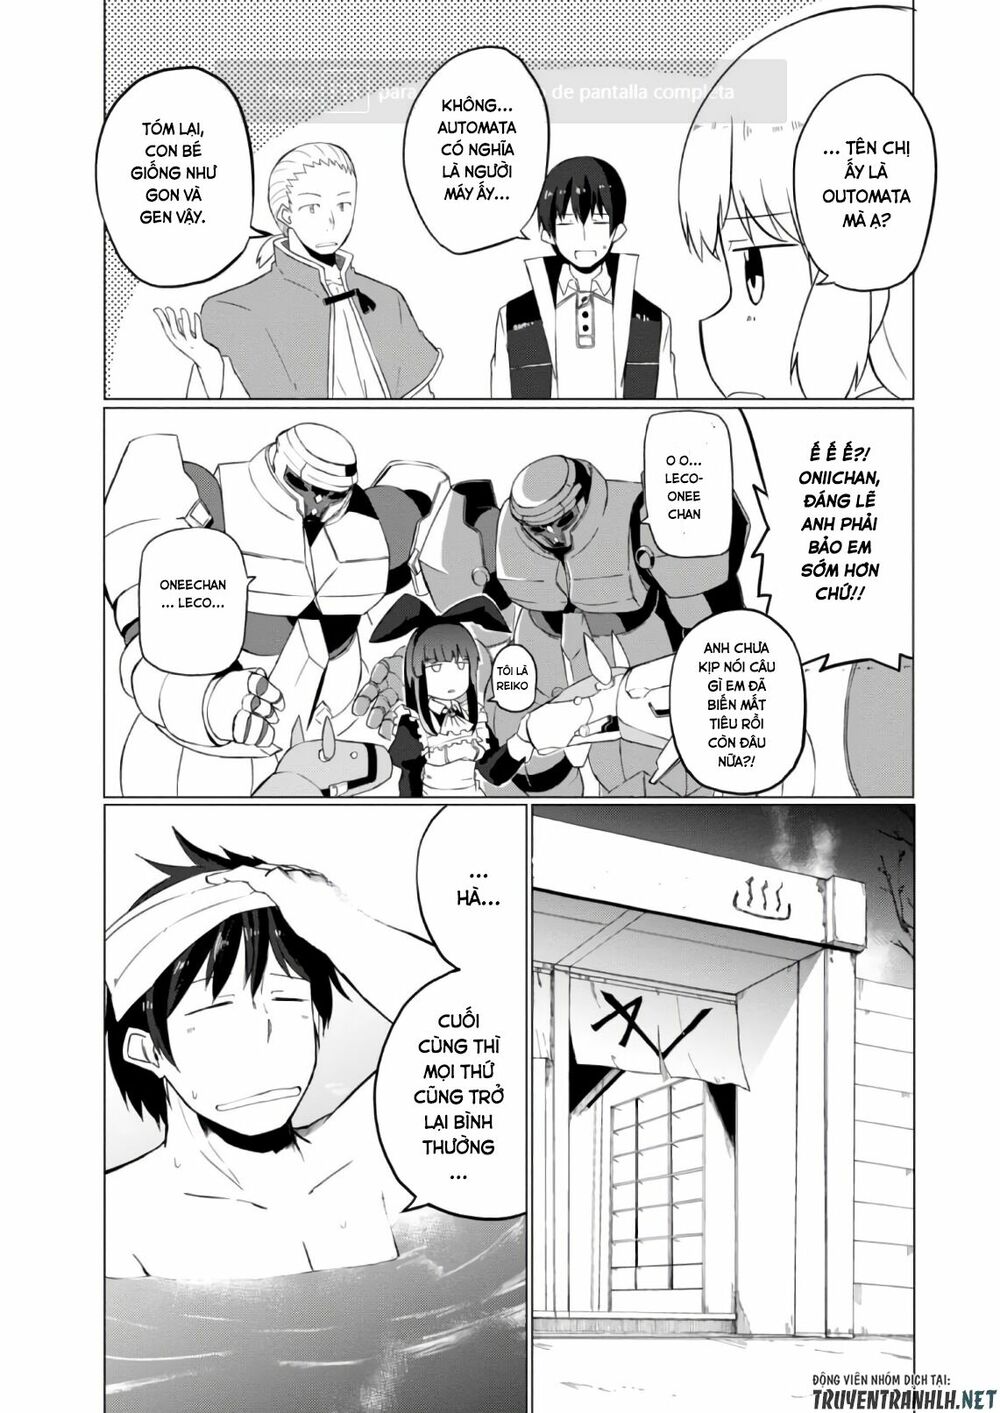 para
de pantalla completa
... TÊN CHỊ
ẤY LÀ
OUTOMATA
MÀ Ạ?
KHÔNG...
AUTOMATA
CÓ NGHĨA
LÀ NGƯỜI
MÁY ẤY...
TÓM LẠI,
CON BÉ
GIỐNG NHƯ
GON VÀ
GEN VẬY.
Ế Ế Ế?!
ONIICHAN,
ĐÁNG LẼ
ANH PHẢI
BẢO EM
SỚM HƠN
CHỨ!!
O O...
LECO-
ONEE
CHAN
ONEECHAN
... LECO...
TÔI LÀ
REIKO
ANH CHƯA
KỊP NÓI CÂU
GÌ EM ĐÃ
BIẾN MẤT
TIÊU RỒI
CÒN ĐÂU
NỮA?!
...
HÀ...
CUỐI
CÙNG THÌ
MỌI THỨ
CŨNG TRỞ
LẠI BÌNH
THƯỜNG
...
ĐỘNG VIÊN NHÓM DỊCH TẠI:
TRUYENTRANHLH.NET